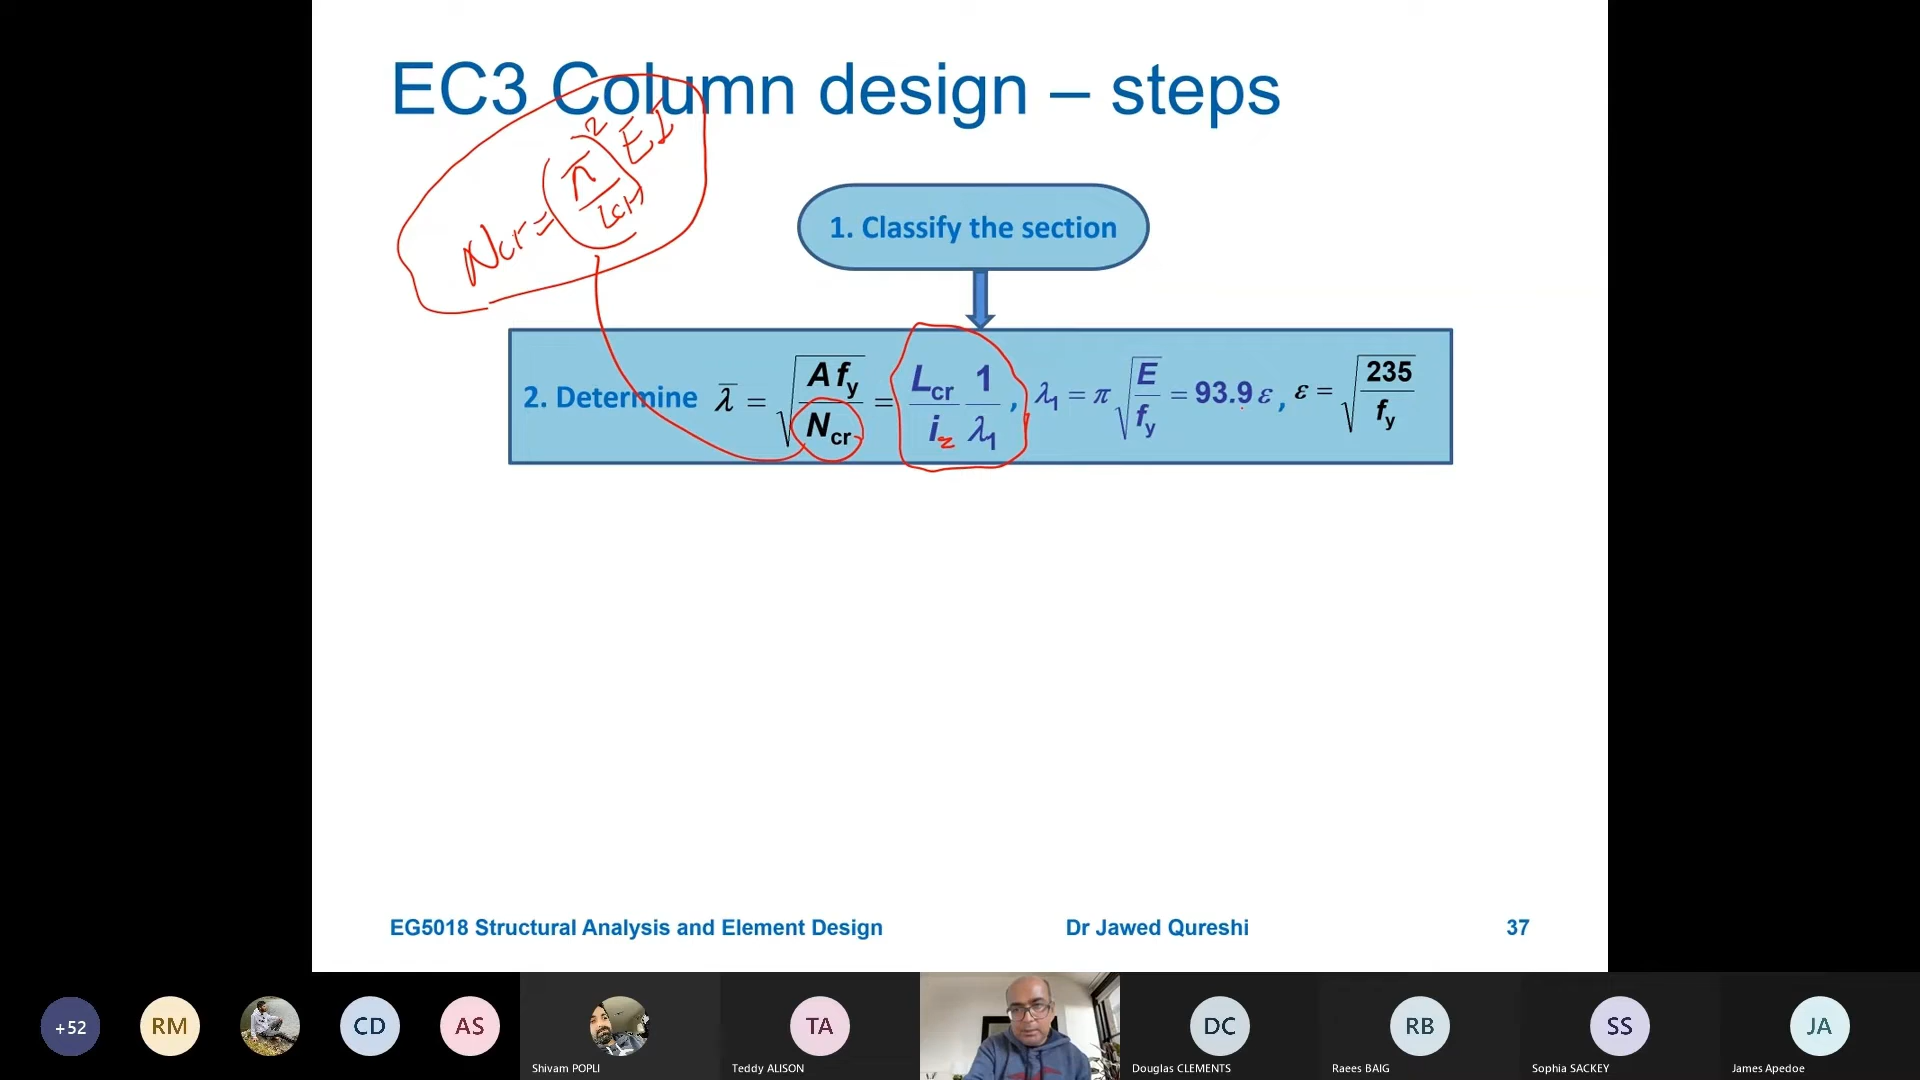 EC3 Column design – steps
Ncr = (π/Lcr)² EI
1. Classify the section
2. Determine λ̅ = √(A fy / Ncr) = Lcr/iz 1/λ1 , λ1 = π √(E/fy) = 93.9 ε , ε = √(235/fy)
EG5018 Structural Analysis and Element Design Dr Jawed Qureshi 37
+52 RM CD AS TA DC RB SS JA
Shivam POPLI Teddy ALISON Douglas CLEMENTS Raees BAIG Sophia SACKEY James Apedoe